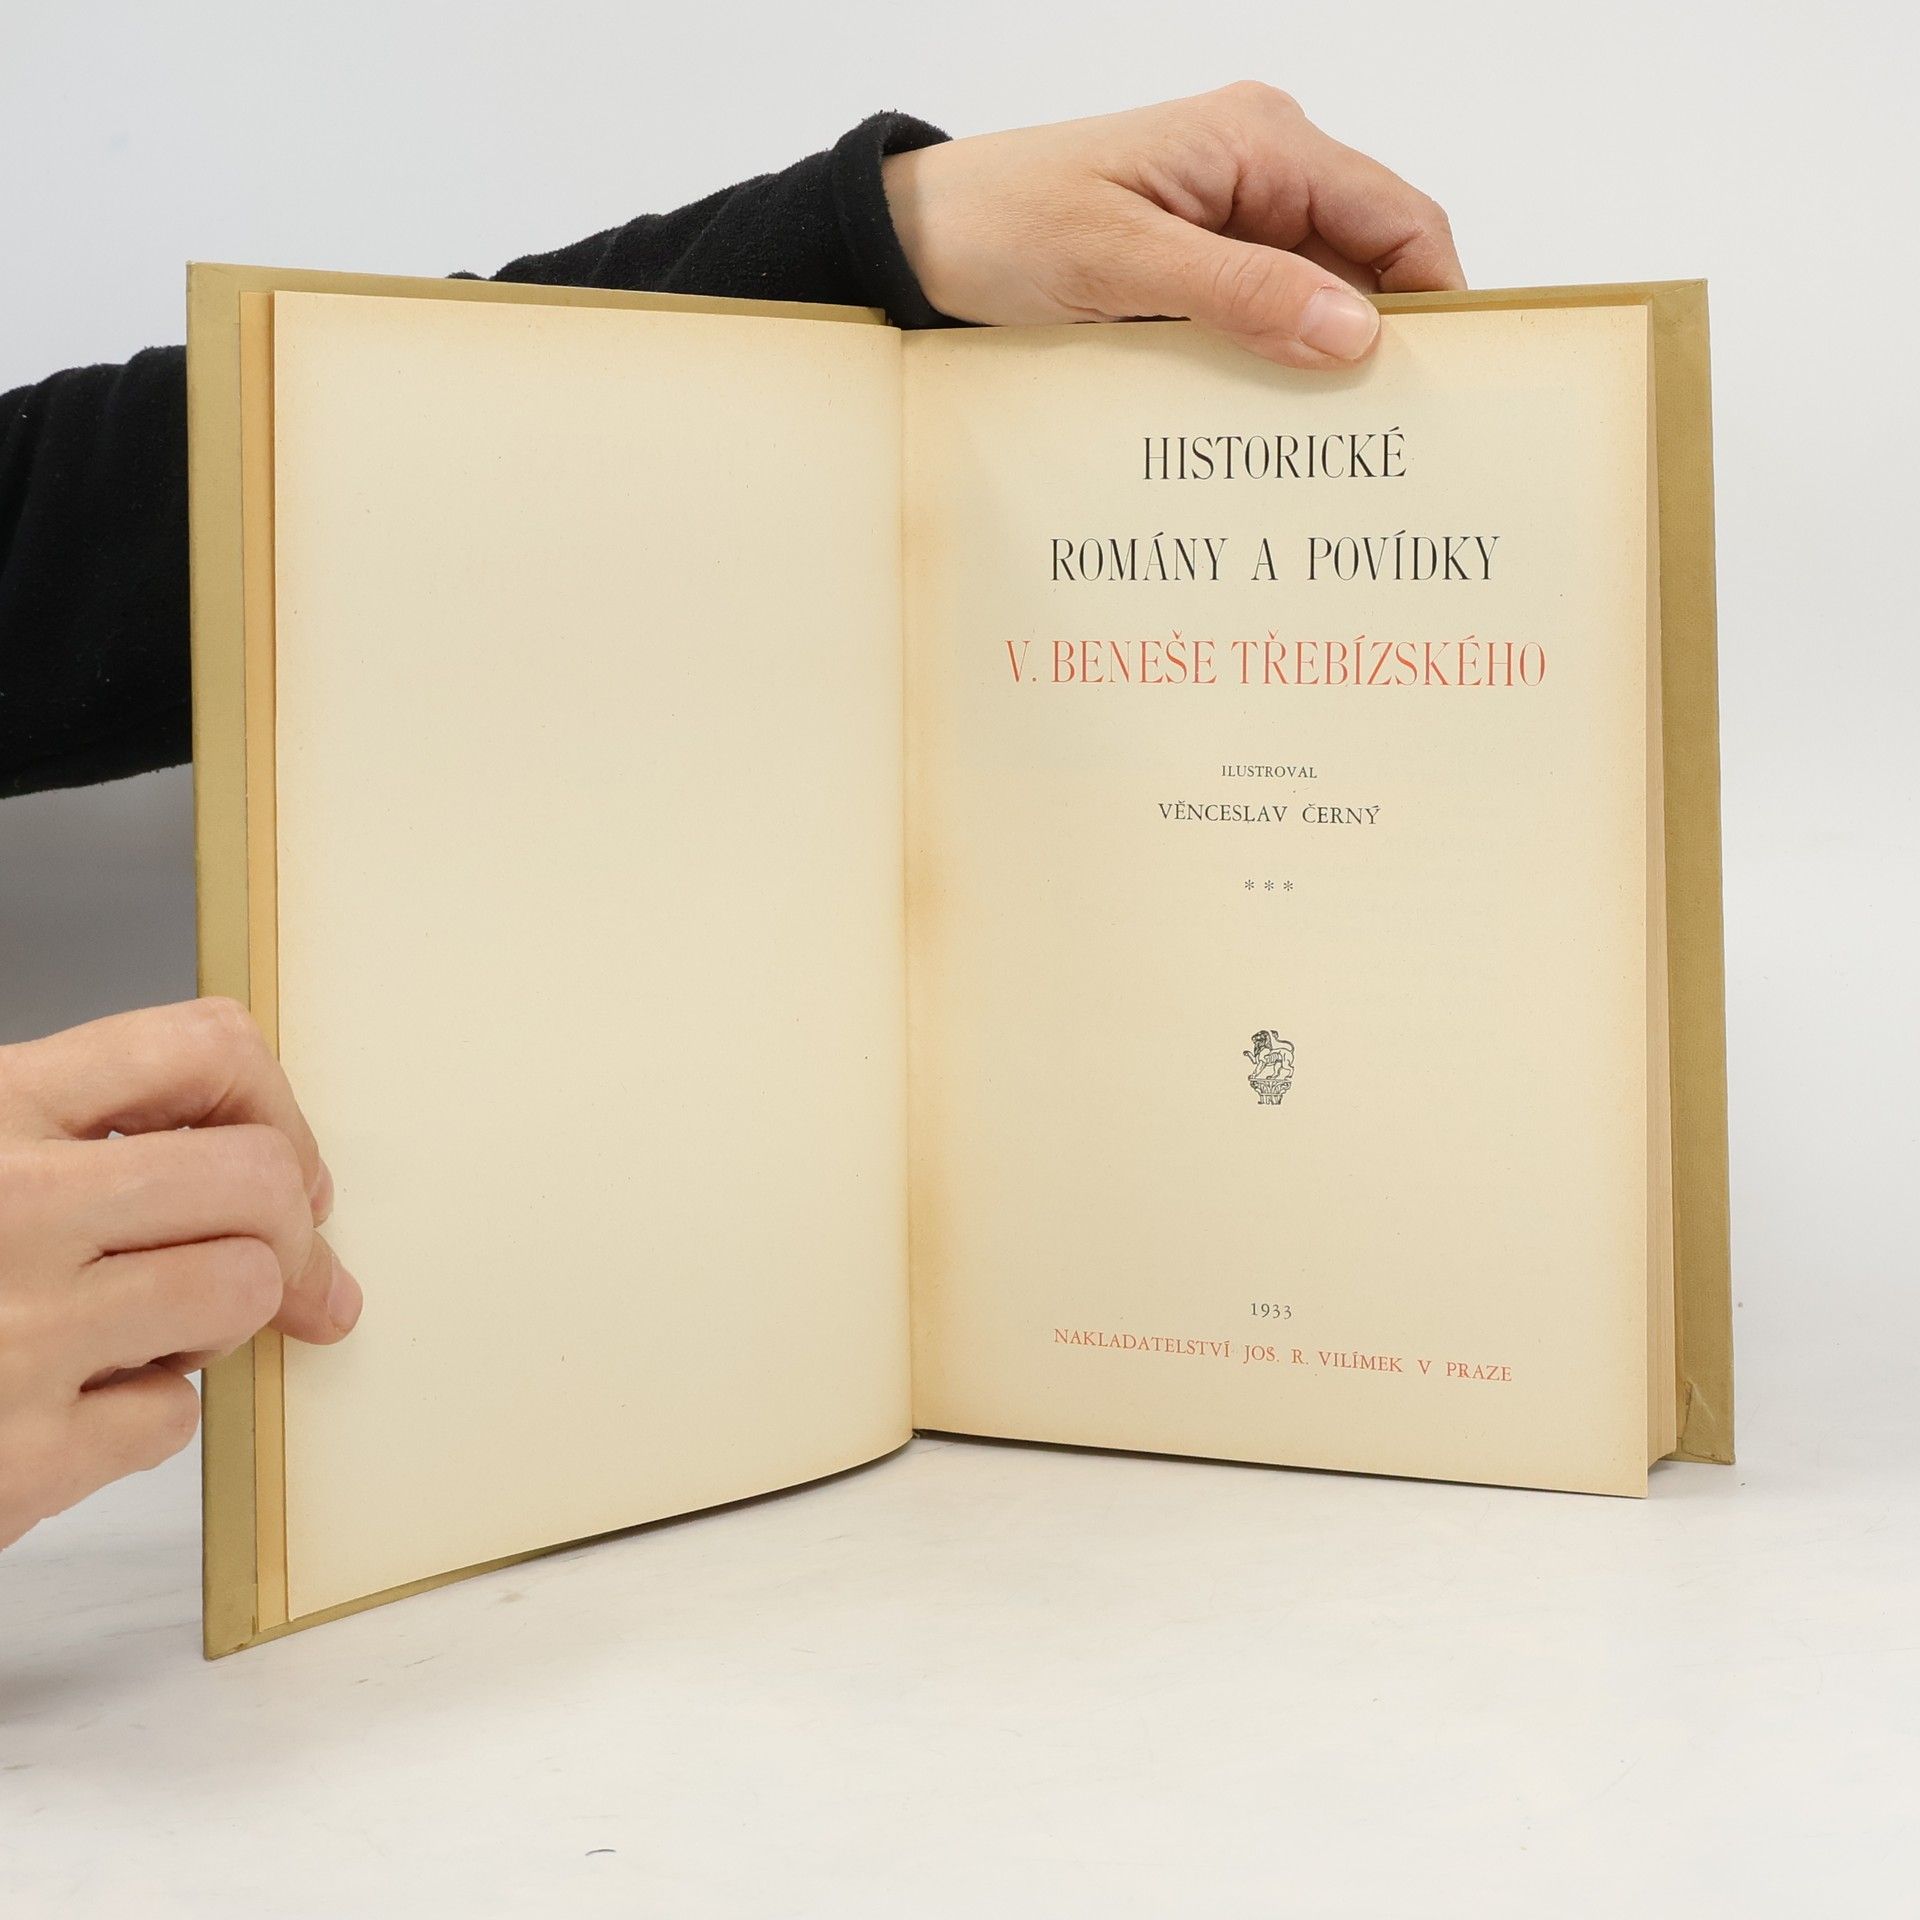 HISTORICKÉ
ROMÁNY A POVÍDKY
V. BENEŠE TŘEBÍZSKÉHO
ILUSTROVAL
VĚNCESLAV ČERNÝ
* * *
1933
NAKLADATELSTVÍ JOS. R. VILÍMEK V PRAZE